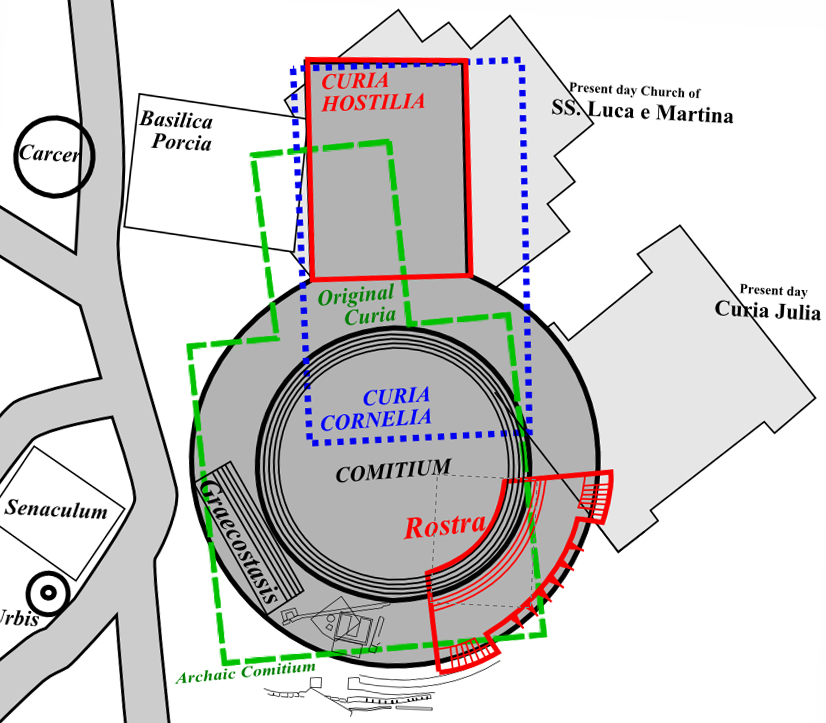 CURIA
HOSTILIA
Present day Church of
SS. Luca e Martina
Basilica
Porcia
Carcer
Present day
Curia Julia
Original
Curia
CURIA
CORNELIA
COMITIUM
Senaculum
Graecostasis
Rostra
Urbis
Archaic Comitium